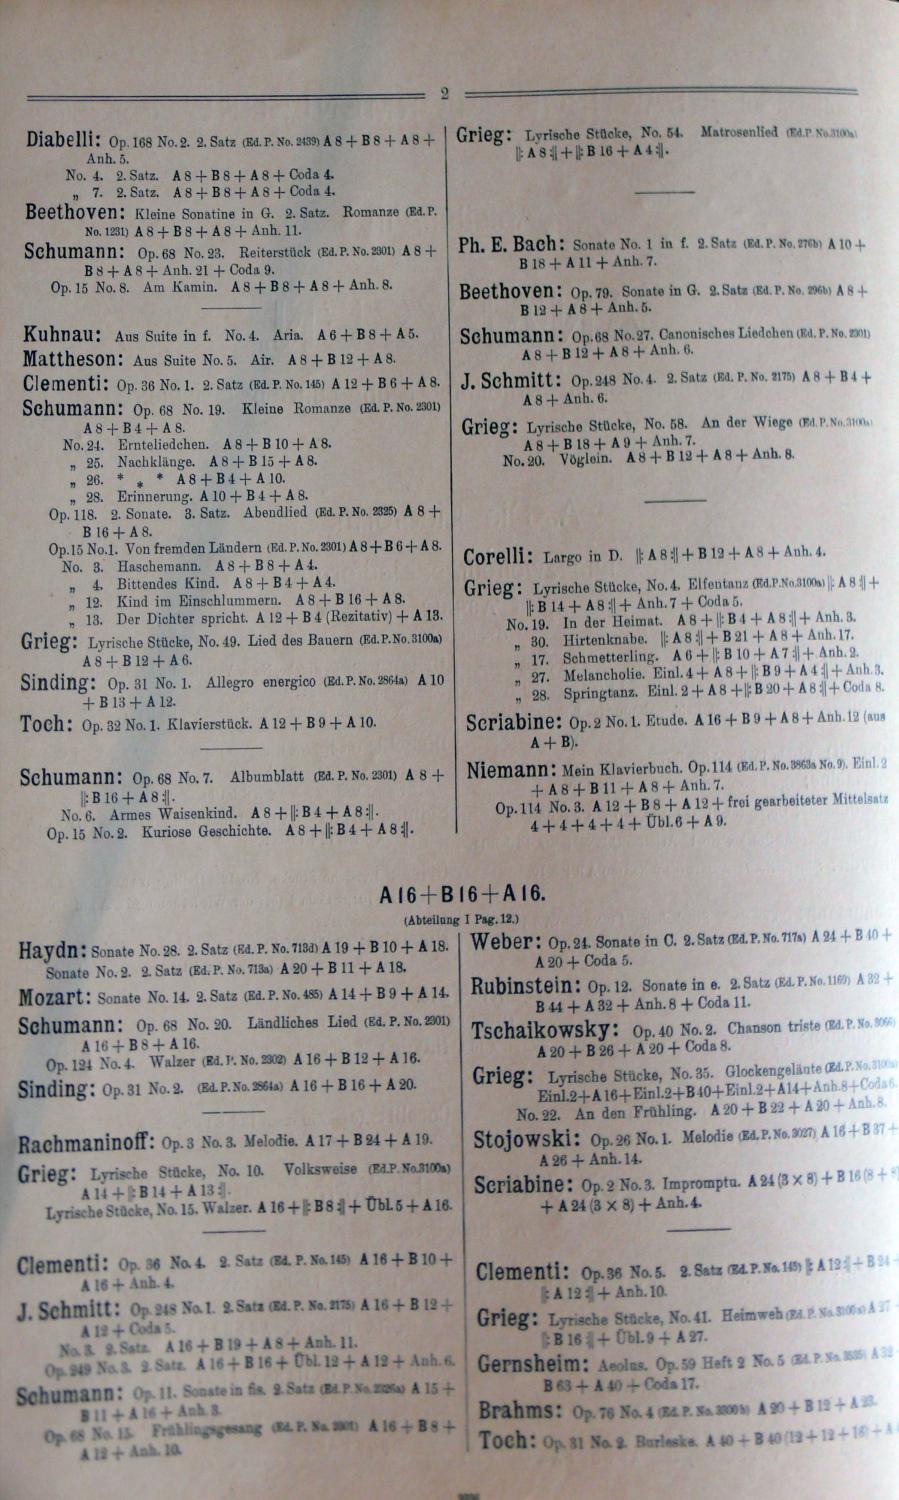 2
Diabelli: Op. 168 No. 2. 2. Satz (Ed. P. No. 2439) A 8 + B 8 + A 8 +
Anh. 5.
No. 4. 2. Satz. A 8 + B 8 + A 8 + Coda 4.
„ 7. 2. Satz. A 8 + B 8 + A 8 + Coda 4.
Beethoven: Kleine Sonatine in G. 2. Satz. Romanze (Ed. P.
No. 1231) A 8 + B 8 + A 8 + Anh. 11.
Schumann: Op. 68 No. 23. Reiterstück (Ed. P. No. 2301) A 8 +
B 8 + A 8 + Anh. 21 + Coda 9.
Op. 15 No. 8. Am Kamin. A 8 + B 8 + A 8 + Anh. 8.
Kuhnau: Aus Suite in f. No. 4. Aria. A 6 + B 8 + A 5.
Mattheson: Aus Suite No. 5. Air. A 8 + B 12 + A 8.
Clementi: Op. 36 No. 1. 2. Satz (Ed. P. No. 145) A 12 + B 6 + A 8.
Schumann: Op. 68 No. 19. Kleine Romanze (Ed. P. No. 2301)
A 8 + B 4 + A 8.
No. 24. Ernteliedchen. A 8 + B 10 + A 8.
„ 25. Nachklänge. A 8 + B 15 + A 8.
„ 26. * * * A 8 + B 4 + A 10.
„ 28. Erinnerung. A 10 + B 4 + A 8.
Op. 118. 2. Sonate. 3. Satz. Abendlied (Ed. P. No. 2325) A 8 +
B 16 + A 8.
Op. 15 No. 1. Von fremden Ländern (Ed. P. No. 2301) A 8 + B 6 + A 8.
No. 3. Haschemann. A 8 + B 8 + A 4.
„ 4. Bittendes Kind. A 8 + B 4 + A 4.
„ 12. Kind im Einschlummern. A 8 + B 16 + A 8.
„ 13. Der Dichter spricht. A 12 + B 4 (Rezitativ) + A 13.
Grieg: Lyrische Stücke, No. 49. Lied des Bauern (Ed. P. No. 3100a)
A 8 + B 12 + A 6.
Sinding: Op. 31 No. 1. Allegro energico (Ed. P. No. 2864a) A 10
+ B 13 + A 12.
Toch: Op. 32 No. 1. Klavierstück. A 12 + B 9 + A 10.
Schumann: Op. 68 No. 7. Albumblatt (Ed. P. No. 2301) A 8 +
‖: B 16 + A 8 :‖.
No. 6. Armes Waisenkind. A 8 + ‖: B 4 + A 8 :‖.
Op. 15 No. 2. Kuriose Geschichte. A 8 + ‖: B 4 + A 8 :‖.
Grieg: Lyrische Stücke, No. 54. Matrosenlied (Ed. P. No. 3100a)
‖: A 8 :‖ + ‖: B 16 + A 4 :‖.
Ph. E. Bach: Sonate No. 1 in f. 2. Satz (Ed. P. No. 276b) A 10 +
B 18 + A 11 + Anh. 7.
Beethoven: Op. 79. Sonate in G. 2. Satz (Ed. P. No. 296b) A 8 +
B 12 + A 8 + Anh. 5.
Schumann: Op. 68 No. 27. Canonisches Liedchen (Ed. P. No. 2301)
A 8 + B 12 + A 8 + Anh. 6.
J. Schmitt: Op. 248 No. 4. 2. Satz (Ed. P. No. 2175) A 8 + B 4 +
A 8 + Anh. 6.
Grieg: Lyrische Stücke, No. 58. An der Wiege (Ed. P. No. 3100a)
A 8 + B 18 + A 9 + Anh. 7.
No. 20. Vöglein. A 8 + B 12 + A 8 + Anh. 8.
Corelli: Largo in D. ‖: A 8 :‖ + B 12 + A 8 + Anh. 4.
Grieg: Lyrische Stücke, No. 4. Elfentanz (Ed. P. No. 3100a) ‖: A 8 :‖ +
‖: B 14 + A 8 :‖ + Anh. 7 + Coda 5.
No. 19. In der Heimat. A 8 + ‖: B 4 + A 8 :‖ + Anh. 3.
„ 30. Hirtenknabe. ‖: A 8 :‖ + B 21 + A 8 + Anh. 17.
„ 17. Schmetterling. A 6 + ‖: B 10 + A 7 :‖ + Anh. 2.
„ 27. Melancholie. Einl. 4 + A 8 + ‖: B 9 + A 4 :‖ + Anh. 3.
„ 28. Springtanz. Einl. 2 + A 8 + ‖: B 20 + A 8 :‖ + Coda 8.
Scriabine: Op. 2 No. 1. Etude. A 16 + B 9 + A 8 + Anh. 12 (aus
A + B).
Niemann: Mein Klavierbuch. Op. 114 (Ed. P. No. 3863a No. 9). Einl. 2
+ A 8 + B 11 + A 8 + Anh. 7.
Op. 114 No. 3. A 12 + B 8 + A 12 + frei gearbeiteter Mittelsatz
4 + 4 + 4 + 4 + Übl. 6 + A 9.
A 16 + B 16 + A 16.
(Abteilung I Pag. 12.)
Haydn: Sonate No. 28. 2. Satz (Ed. P. No. 713d) A 19 + B 10 + A 18.
Sonate No. 2. 2. Satz (Ed. P. No. 713a) A 20 + B 11 + A 18.
Mozart: Sonate No. 14. 2. Satz (Ed. P. No. 485) A 14 + B 9 + A 14.
Schumann: Op. 68 No. 20. Ländliches Lied (Ed. P. No. 2301)
A 16 + B 8 + A 16.
Op. 124 No. 4. Walzer (Ed. P. No. 2302) A 16 + B 12 + A 16.
Sinding: Op. 31 No. 2. (Ed. P. No. 2864a) A 16 + B 16 + A 20.
Rachmaninoff: Op. 3 No. 3. Melodie. A 17 + B 24 + A 19.
Grieg: Lyrische Stücke, No. 10. Volksweise (Ed. P. No. 3100a)
A 14 + ‖: B 14 + A 13 :‖.
Lyrische Stücke, No. 15. Walzer. A 16 + ‖: B 8 :‖ + Übl. 5 + A 16.
Clementi: Op. 36 No. 4. 2. Satz (Ed. P. No. 145) A 16 + B 10 +
A 16 + Anh. 4.
J. Schmitt: Op. 248 No. 1. 2. Satz (Ed. P. No. 2175) A 16 + B 12 +
A 12 + Coda 5.
No. 3. 2. Satz. A 16 + B 19 + A 8 + Anh. 11.
Op. 249 No. 3. 2. Satz. A 16 + B 16 + Übl. 12 + A 12 + Anh. 6.
Schumann: Op. 11. Sonate in fis. 2. Satz (Ed. P. No.) A 15 +
B 11 + A 16 + Anh. 3.
Op. 68 No. 15. Frühlingsgesang (Ed. P. No. 2301) A 16 + B 8 +
A 12 + Anh. 10.
Weber: Op. 24. Sonate in C. 2. Satz (Ed. P. No. 717a) A 24 + B 40 +
A 20 + Coda 5.
Rubinstein: Op. 12. Sonate in e. 2. Satz (Ed. P. No. 1169) A 32 +
B 44 + A 32 + Anh. 8 + Coda 11.
Tschaikowsky: Op. 40 No. 2. Chanson triste (Ed. P. No.
A 20 + B 26 + A 20 + Coda 8.
Grieg: Lyrische Stücke, No. 35. Glockengeläute (Ed. P. No. 3100a)
Einl. 2 + A 16 + Einl. 2 + B 40 + Einl. 2 + A 14 + Anh. 8 + Coda 6.
No. 22. An den Frühling. A 20 + B 22 + A 20 + Anh. 8.
Stojowski: Op. 26 No. 1. Melodie (Ed. P. No. 3027) A 16 + B 37 +
A 26 + Anh. 14.
Scriabine: Op. 2 No. 3. Impromptu. A 24 (3 × 8) + B 16 (8 + 8)
+ A 24 (3 × 8) + Anh. 4.
Clementi: Op. 36 No. 5. 2. Satz (Ed. P. No. 145) ‖: A 12 :‖ + B 24 +
‖: A 12 :‖ + Anh. 10.
Grieg: Lyrische Stücke, No. 41. Heimweh (Ed. P. No. 3100a) A 27 +
‖: B 16 :‖ + Übl. 9 + A 27.
Gernsheim: Aeolus. Op. 59 Heft 2 No. 5 (Ed. P. No. A 32
B 63 + A 40 + Coda 17.
Brahms: Op. 76 No. 4 (Ed. P. No. 3300b) A 20 + B 12 + A
Toch: Op. 31 No. 2. Burleske. A 40 + B 40 (12 + 12 + 16) + A